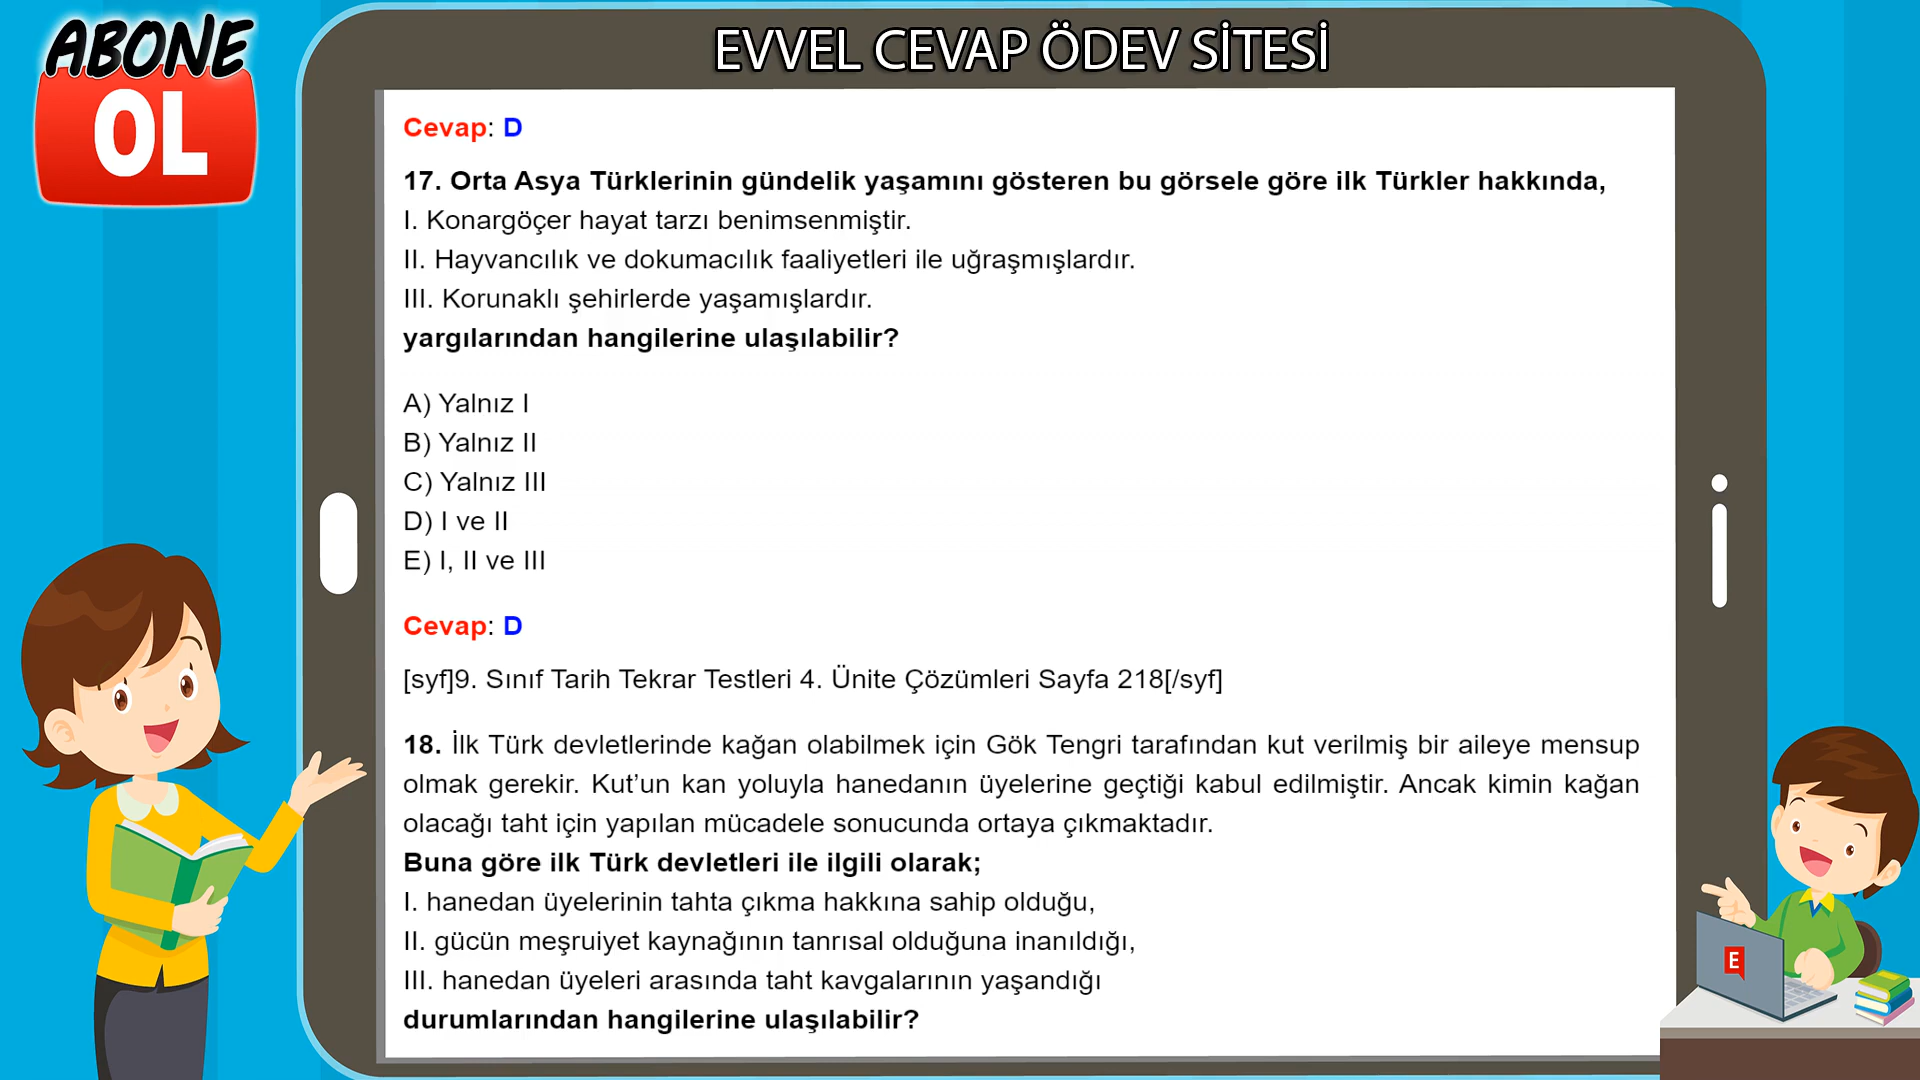 ABONE
OL
EVVEL CEVAP ÖDEV SİTESİ
Cevap: D
17. Orta Asya Türklerinin gündelik yaşamını gösteren bu görsele göre ilk Türkler hakkında,
I. Konargöçer hayat tarzı benimsenmiştir.
II. Hayvancılık ve dokumacılık faaliyetleri ile uğraşmışlardır.
III. Korunaklı şehirlerde yaşamışlardır.
yargılarından hangilerine ulaşılabilir?
A) Yalnız I
B) Yalnız II
C) Yalnız III
D) I ve II
E) I, II ve III
Cevap: D
[syf]9. Sınıf Tarih Tekrar Testleri 4. Ünite Çözümleri Sayfa 218[/syf]
18. İlk Türk devletlerinde kağan olabilmek için Gök Tengri tarafından kut verilmiş bir aileye mensup
olmak gerekir. Kut’un kan yoluyla hanedanın üyelerine geçtiği kabul edilmiştir. Ancak kimin kağan
olacağı taht için yapılan mücadele sonucunda ortaya çıkmaktadır.
Buna göre ilk Türk devletleri ile ilgili olarak;
I. hanedan üyelerinin tahta çıkma hakkına sahip olduğu,
II. gücün meşruiyet kaynağının tanrısal olduğuna inanıldığı,
III. hanedan üyeleri arasında taht kavgalarının yaşandığı
durumlarından hangilerine ulaşılabilir?
E